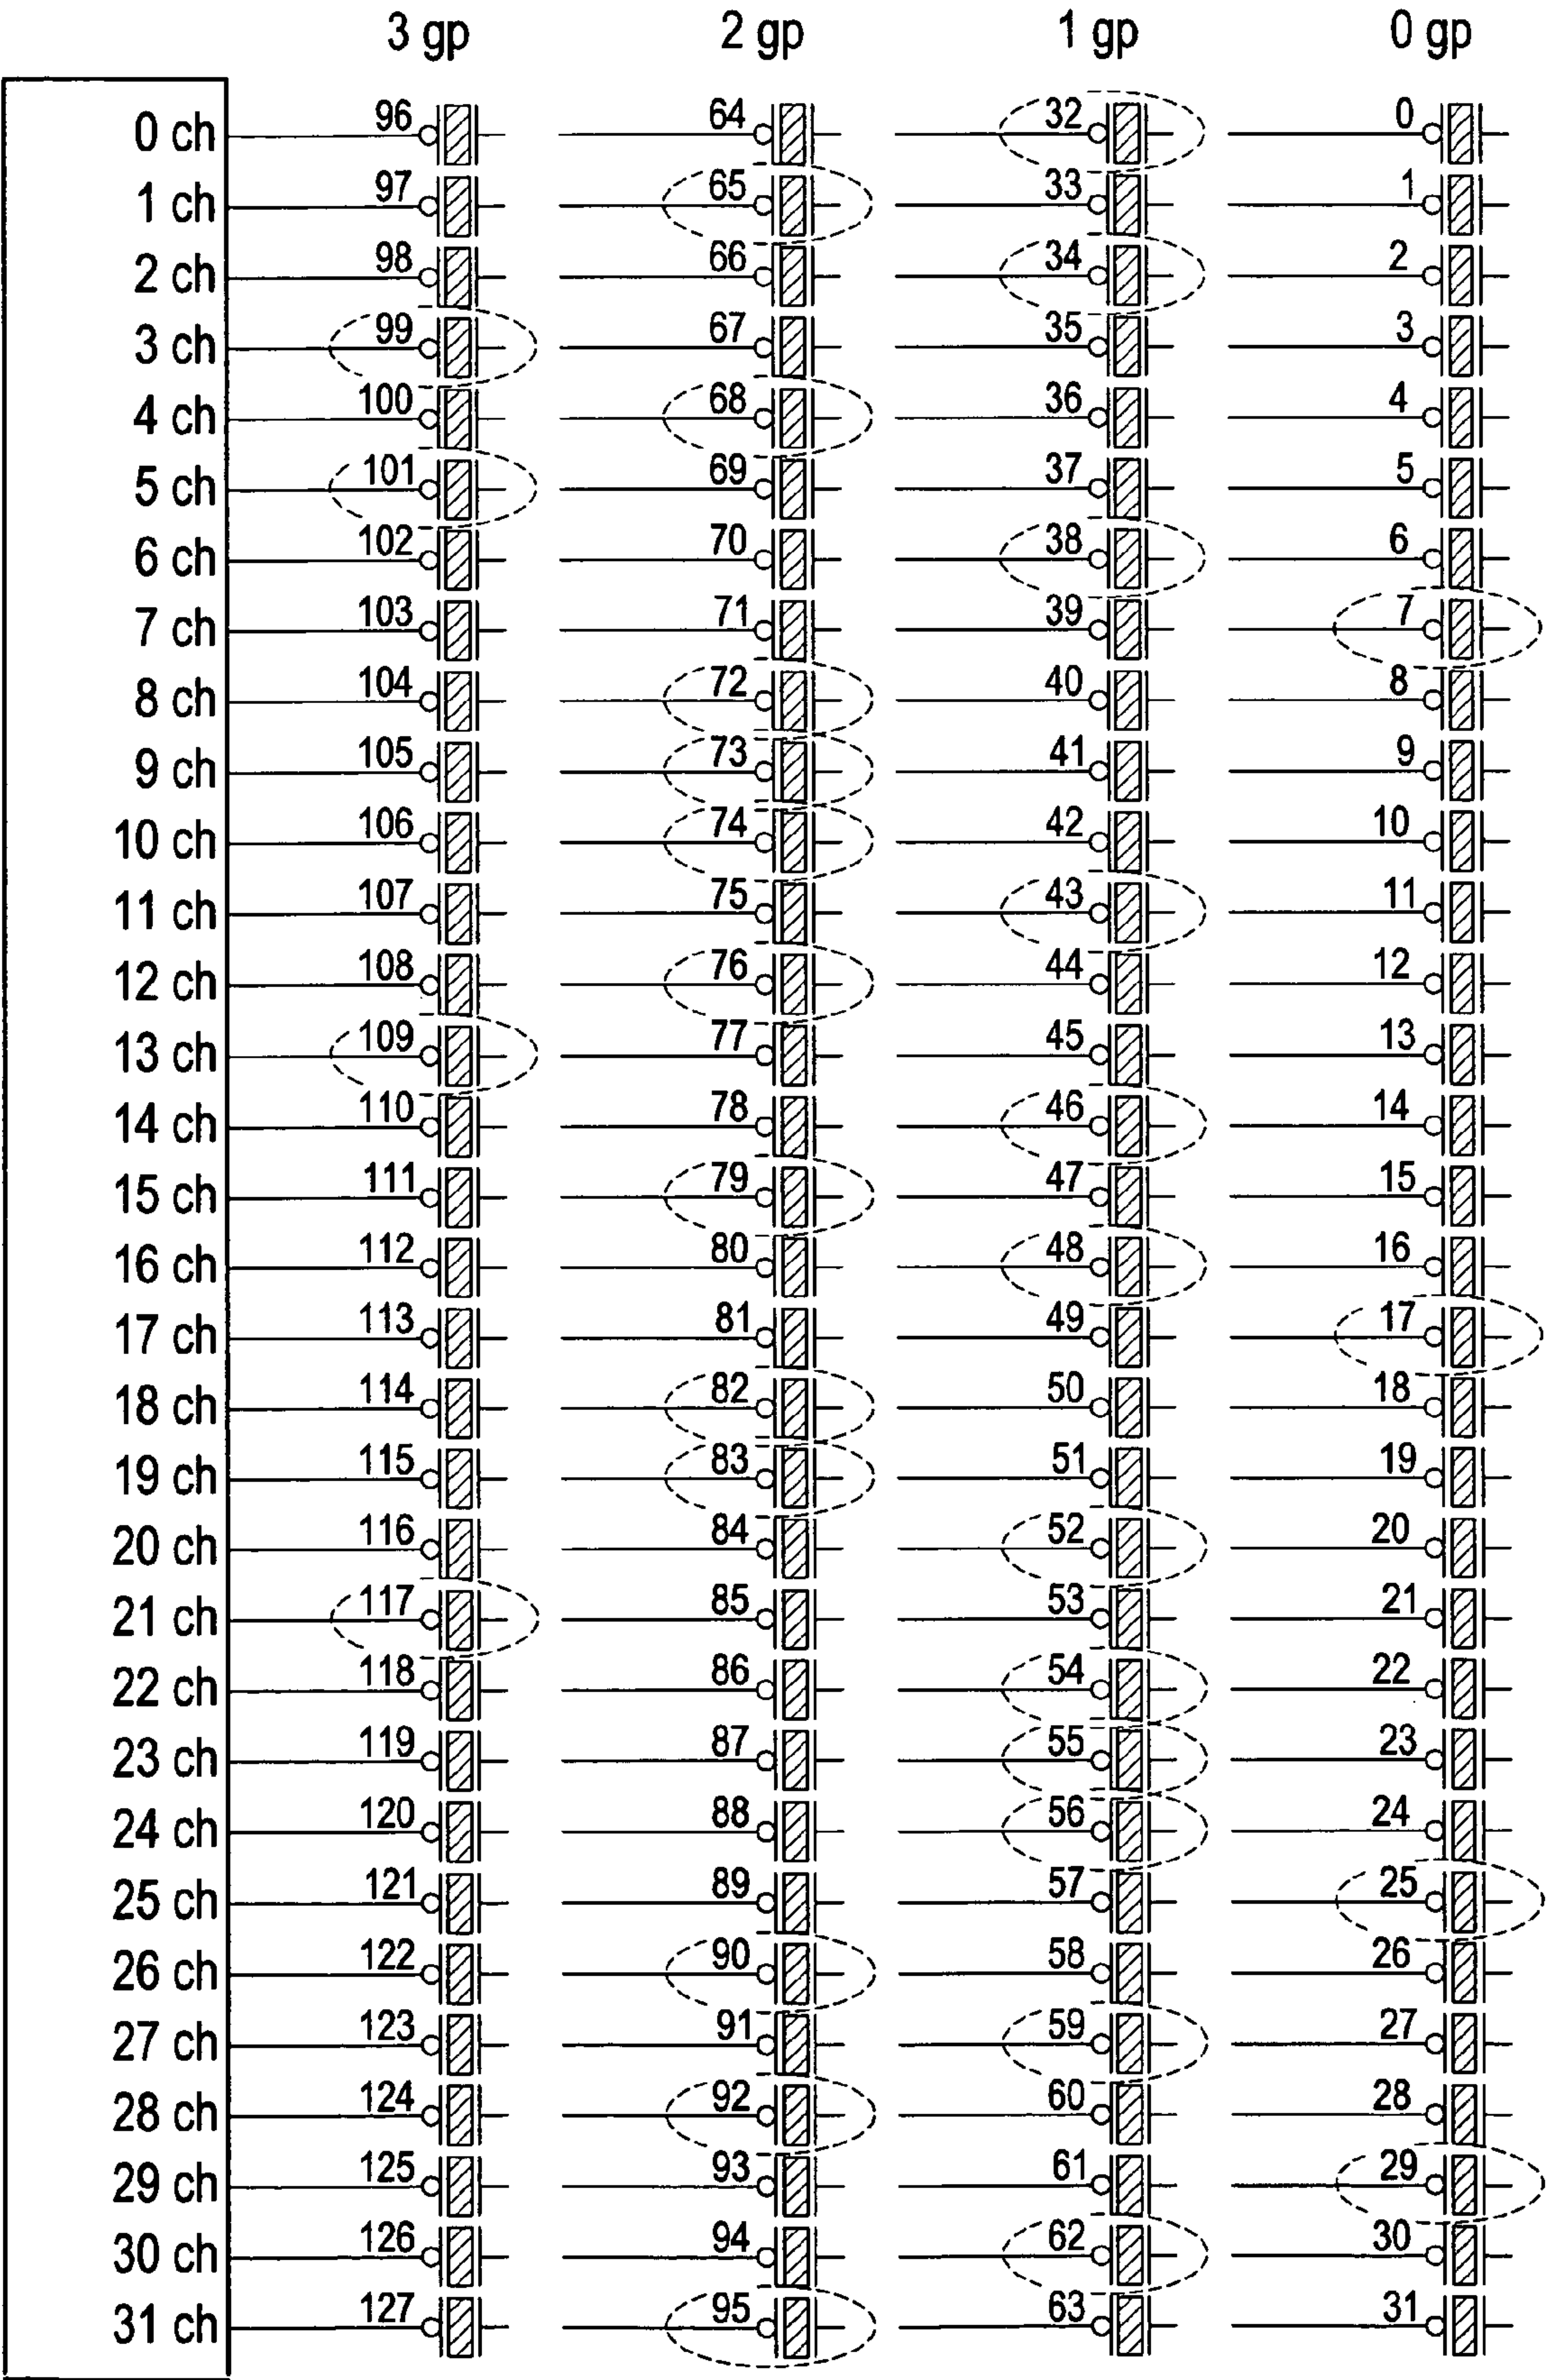 3 gp 2 gp 1 gp 0 gp
0 ch 96 64 32 0
1 ch 97 65 33 1
2 ch 98 66 34 2
3 ch 99 67 35 3
4 ch 100 68 36 4
5 ch 101 69 37 5
6 ch 102 70 38 6
7 ch 103 71 39 7
8 ch 104 72 40 8
9 ch 105 73 41 9
10 ch 106 74 42 10
11 ch 107 75 43 11
12 ch 108 76 44 12
13 ch 109 77 45 13
14 ch 110 78 46 14
15 ch 111 79 47 15
16 ch 112 80 48 16
17 ch 113 81 49 17
18 ch 114 82 50 18
19 ch 115 83 51 19
20 ch 116 84 52 20
21 ch 117 85 53 21
22 ch 118 86 54 22
23 ch 119 87 55 23
24 ch 120 88 56 24
25 ch 121 89 57 25
26 ch 122 90 58 26
27 ch 123 91 59 27
28 ch 124 92 60 28
29 ch 125 93 61 29
30 ch 126 94 62 30
31 ch 127 95 63 31